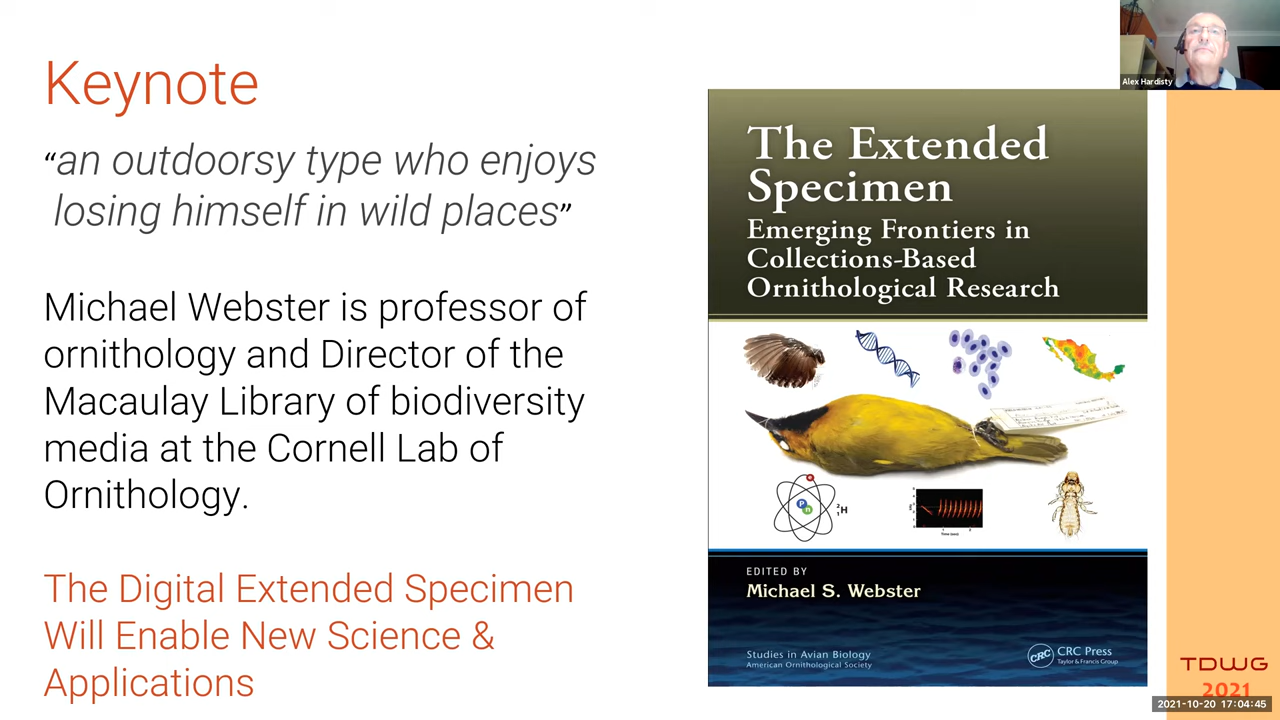 Keynote
“an outdoorsy type who enjoys
losing himself in wild places”
Michael Webster is professor of
ornithology and Director of the
Macaulay Library of biodiversity
media at the Cornell Lab of
Ornithology.
The Digital Extended Specimen
Will Enable New Science &
Applications
Alex Hardisty
The Extended
Specimen
Emerging Frontiers in
Collections-Based
Ornithological Research
EDITED BY
Michael S. Webster
Studies in Avian Biology
American Ornithological Society
CRC
CRC Press
Taylor & Francis Group
TDWG
2021
2021-10-20 17:04:45